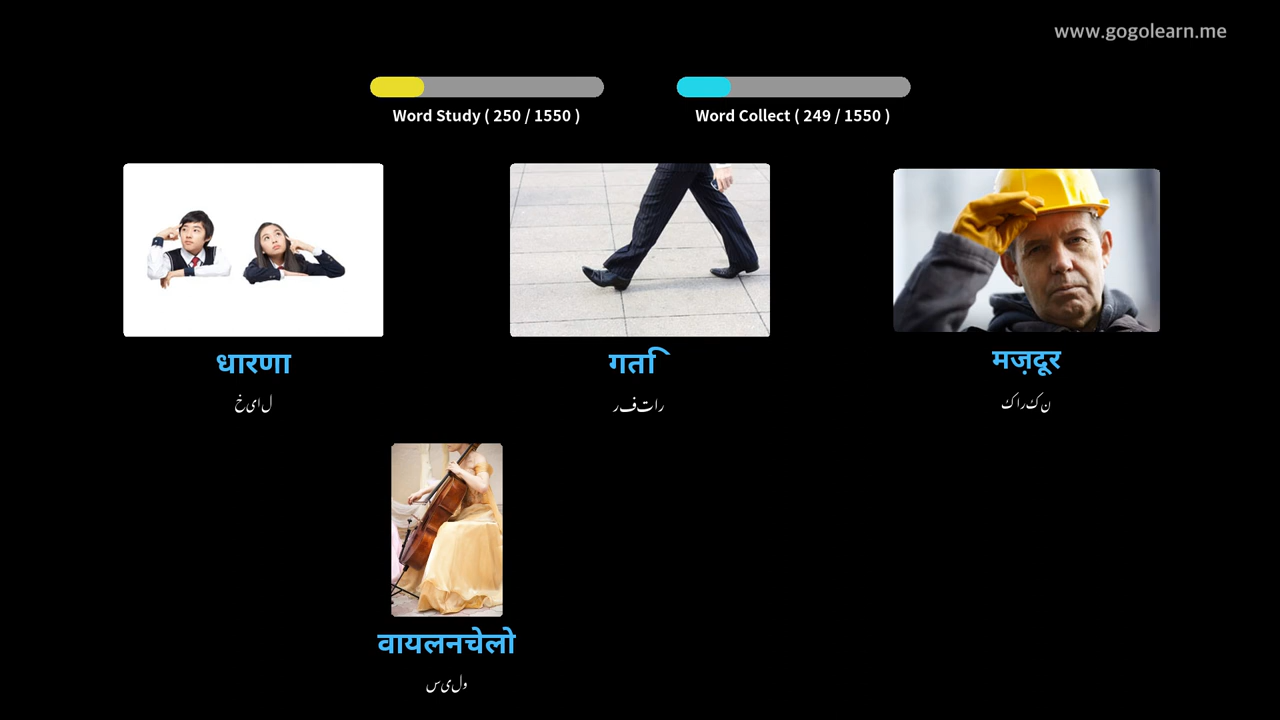 www.gogolearn.me
Word Study ( 250 / 1550 )
Word Collect ( 249 / 1550 )
धारणा
गति
मज़दूर
خیال
رفتار
کارکن
वायलनचेलो
سیلو